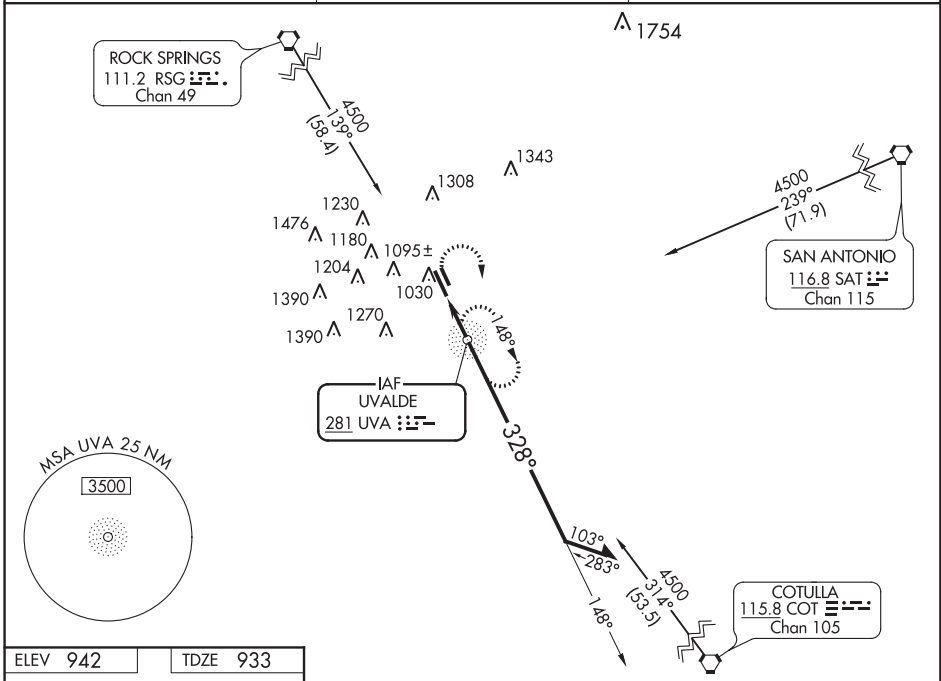 1754
ROCK SPRINGS
111.2 RSG
Chan 49
4500
139°
(58.4)
1343
1308
4500
239°
(71.9)
1230
1476
1180
1095±
1204
1030
1390
1270
1390
148°
SAN ANTONIO
116.8 SAT
Chan 115
IAF
UVALDE
281 UVA
328°
MSA UVA 25 NM
3500
103°
283°
4500
314°
(53.5)
148°
COTULLA
115.8 COT
Chan 105
ELEV 942
TDZE 933